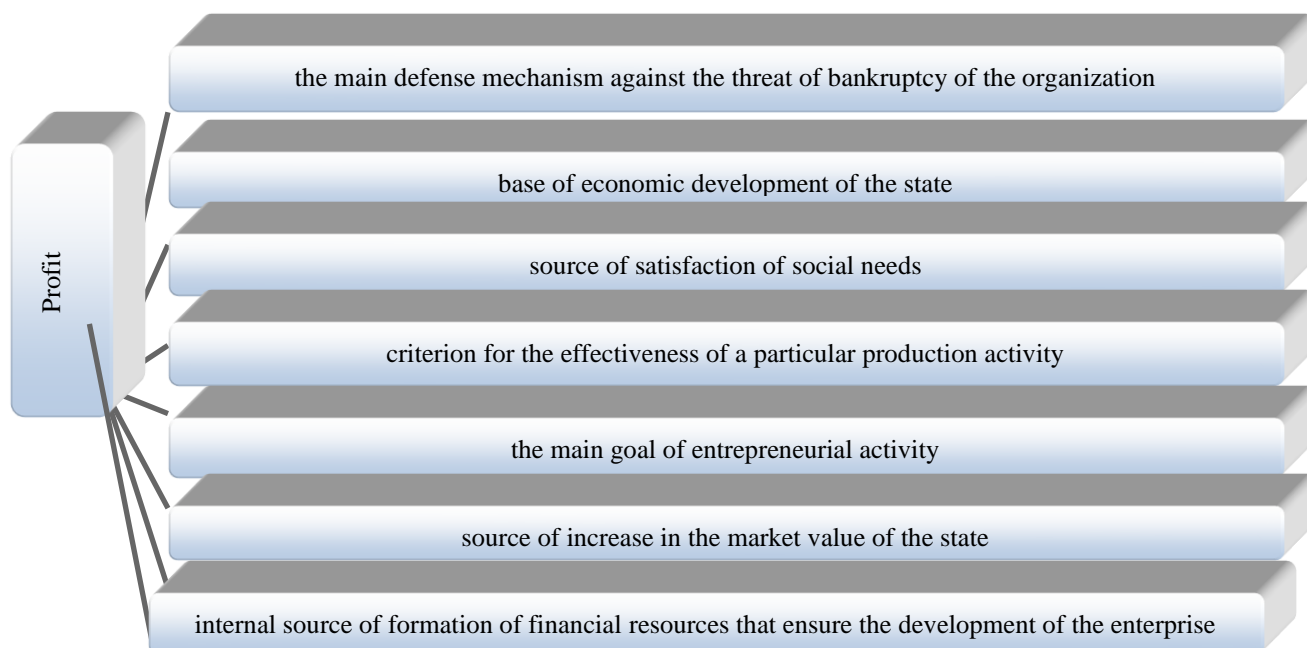 Profit
the main defense mechanism against the threat of bankruptcy of the organization
base of economic development of the state
source of satisfaction of social needs
criterion for the effectiveness of a particular production activity
the main goal of entrepreneurial activity
source of increase in the market value of the state
internal source of formation of financial resources that ensure the development of the enterprise